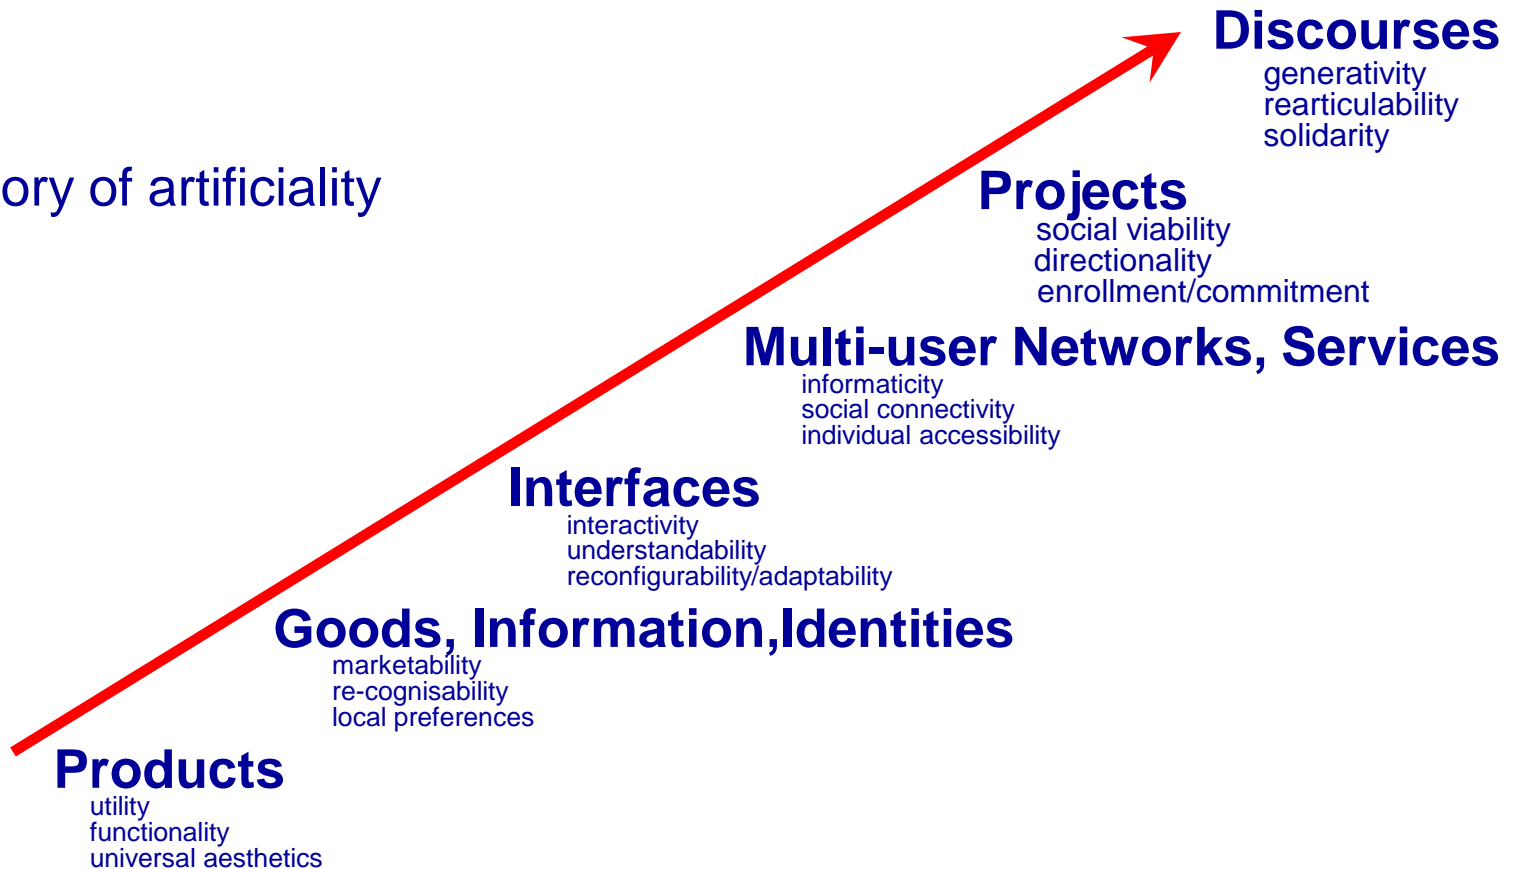 Discourses
generativity
rearticulability
solidarity
ory of artificiality
Projects
social viability
directionality
enrollment/commitment
Multi-user Networks, Services
informaticity
social connectivity
individual accessibility
Interfaces
interactivity
understandability
reconfigurability/adaptability
Goods, Information,Identities
marketability
re-cognisability
local preferences
Products
utility
functionality
universal aesthetics